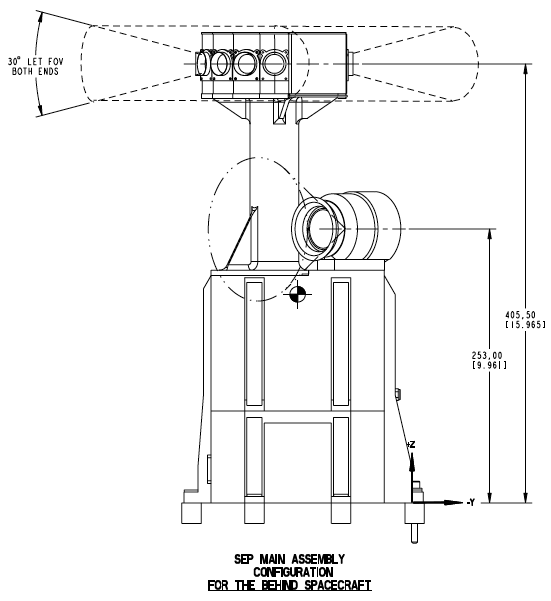 30° LET FOV
BOTH ENDS
405,50
[15.965]
253,00
[9.961]
+Z
-Y
SEP MAIN ASSEMBLY
CONFIGURATION
FOR THE BEHIND SPACECRAFT